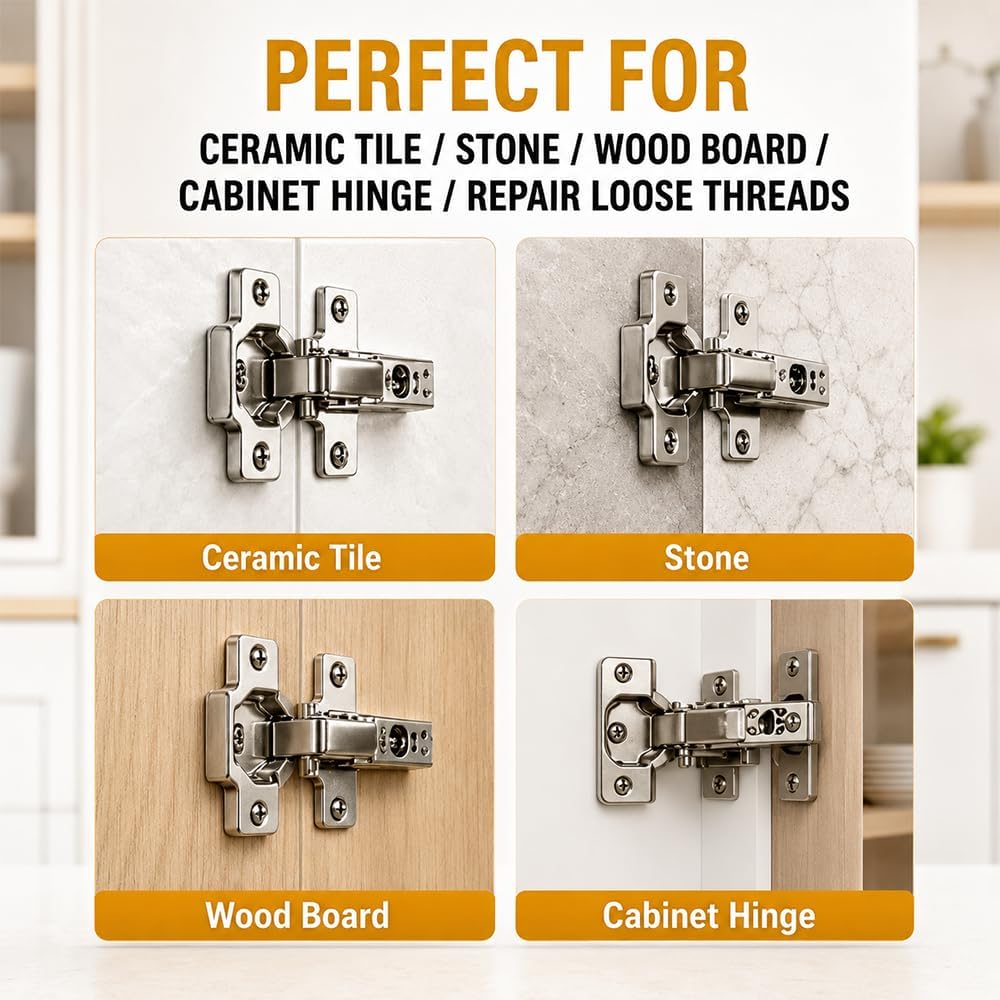 PERFECT FOR
CERAMIC TILE / STONE / WOOD BOARD /
CABINET HINGE / REPAIR LOOSE THREADS
Ceramic Tile
Stone
Wood Board
Cabinet Hinge